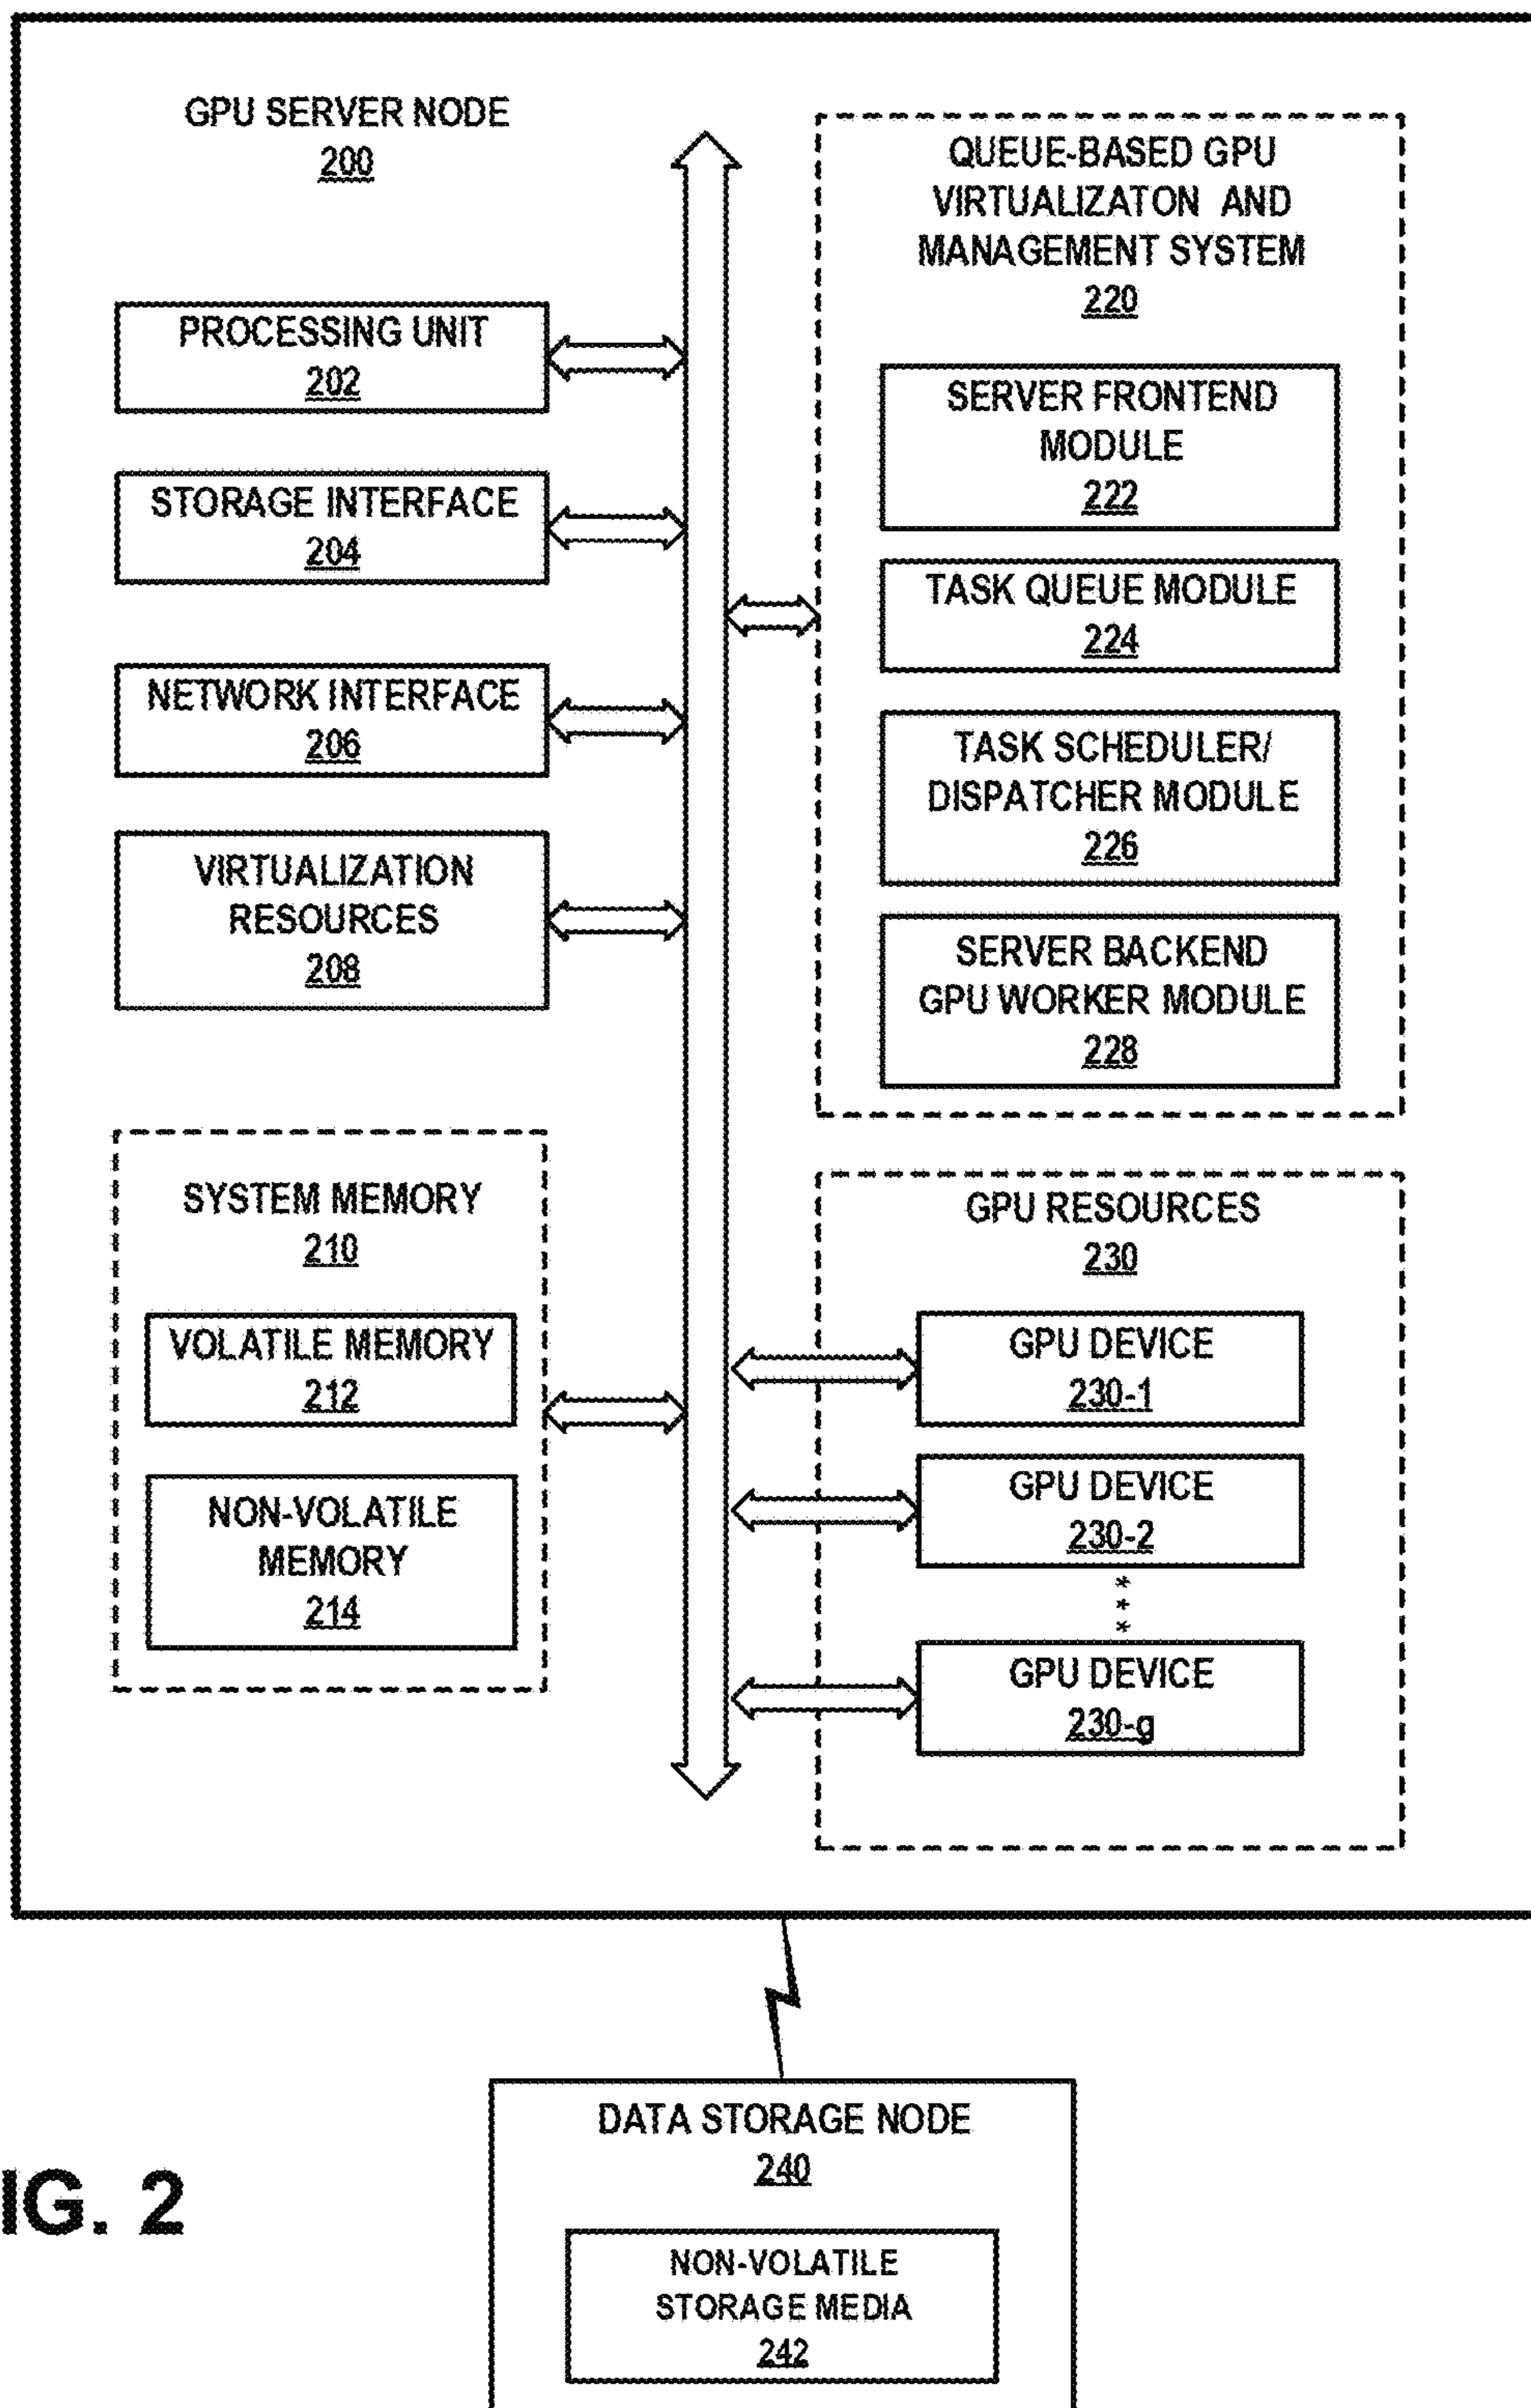 GPU SERVER NODE
200
PROCESSING UNIT
202
STORAGE INTERFACE
204
NETWORK INTERFACE
206
VIRTUALIZATION
RESOURCES
208
SYSTEM MEMORY
210
VOLATILE MEMORY
212
NON-VOLATILE
MEMORY
214
QUEUE-BASED GPU
VIRTUALIZATON AND
MANAGEMENT SYSTEM
220
SERVER FRONTEND
MODULE
222
TASK QUEUE MODULE
224
TASK SCHEDULER/
DISPATCHER MODULE
226
SERVER BACKEND
GPU WORKER MODULE
228
GPU RESOURCES
230
GPU DEVICE
230-1
GPU DEVICE
230-2
***
GPU DEVICE
230-g
DATA STORAGE NODE
240
NON-VOLATILE
STORAGE MEDIA
242
IG. 2